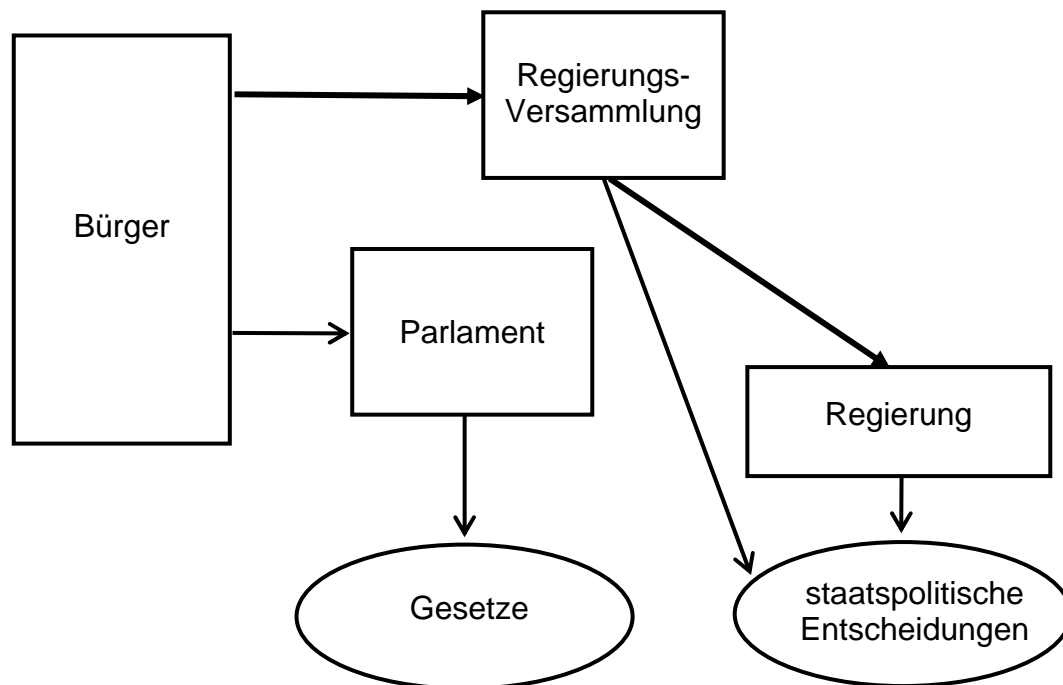 Regierungs-
Versammlung
Bürger
Parlament
Regierung
Gesetze
staatspolitische
Entscheidungen